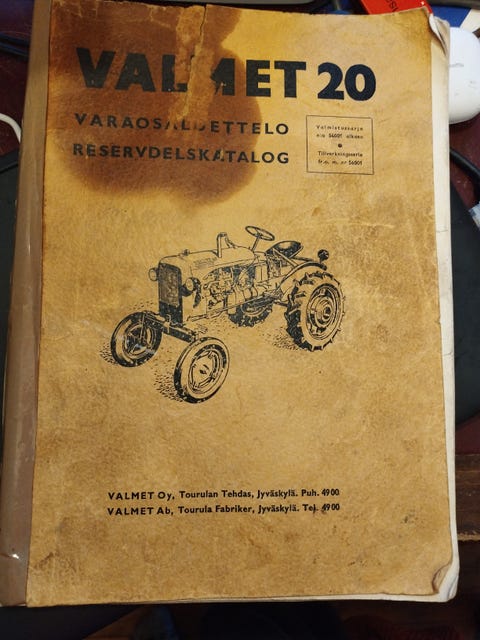 VALMET 20
VARAOSALUETTELO
RESERVDELSKATALOG
Valmistussarja
n:o 56001 alkaen
Tillverkningsserie
fr.o. m. nr 56001
VALMET Oy, Tourulan Tehdas, Jyväskylä. Puh. 4900
VALMET Ab, Tourula Fabriker, Jyväskylä. Tel. 4900